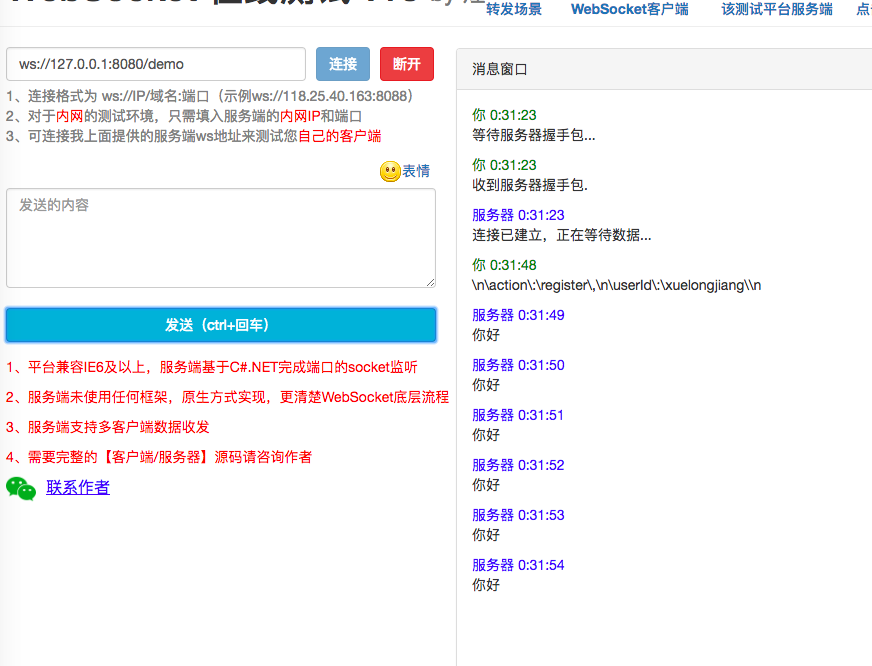 转发场景 WebSocket客户端 该测试平台服务端
ws://127.0.0.1:8080/demo 连接 断开
1、连接格式为 ws://IP/域名:端口（示例ws://118.25.40.163:8088）
2、对于内网的测试环境，只需填入服务端的内网IP和端口
3、可连接我上面提供的服务端ws地址来测试您自己的客户端
表情
发送的内容
发送（ctrl+回车）
1、平台兼容IE6及以上，服务端基于C#.NET完成端口的socket监听
2、服务端未使用任何框架，原生方式实现，更清楚WebSocket底层流程
3、服务端支持多客户端数据收发
4、需要完整的【客户端/服务器】源码请咨询作者
联系作者
消息窗口
你 0:31:23
等待服务器握手包...
你 0:31:23
收到服务器握手包.
服务器 0:31:23
连接已建立，正在等待数据...
你 0:31:48
\n\action\:\register\,\n\userId\:\xuelongjiang\\n
服务器 0:31:49
你好
服务器 0:31:50
你好
服务器 0:31:51
你好
服务器 0:31:52
你好
服务器 0:31:53
你好
服务器 0:31:54
你好